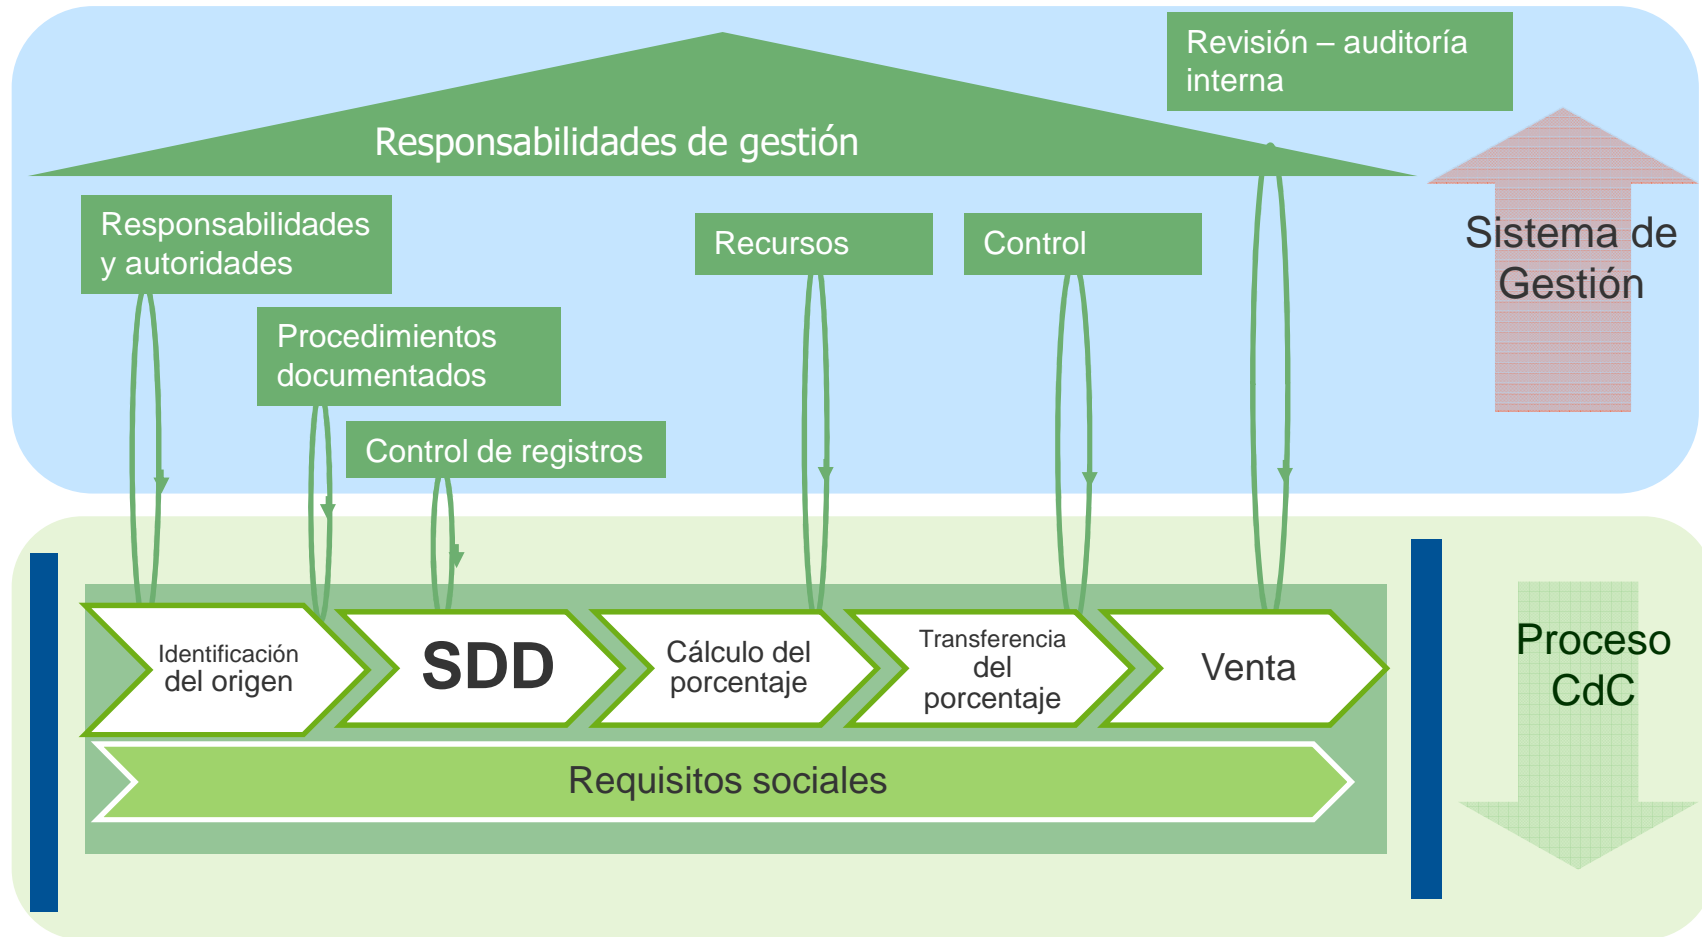 Revisión – auditoría
interna
Responsabilidades de gestión
Responsabilidades
y autoridades
Recursos
Control
Sistema de
Gestión
Procedimientos
documentados
Control de registros
Identificación
del origen
SDD
Cálculo del
porcentaje
Transferencia
del
porcentaje
Venta
Proceso
CdC
Requisitos sociales